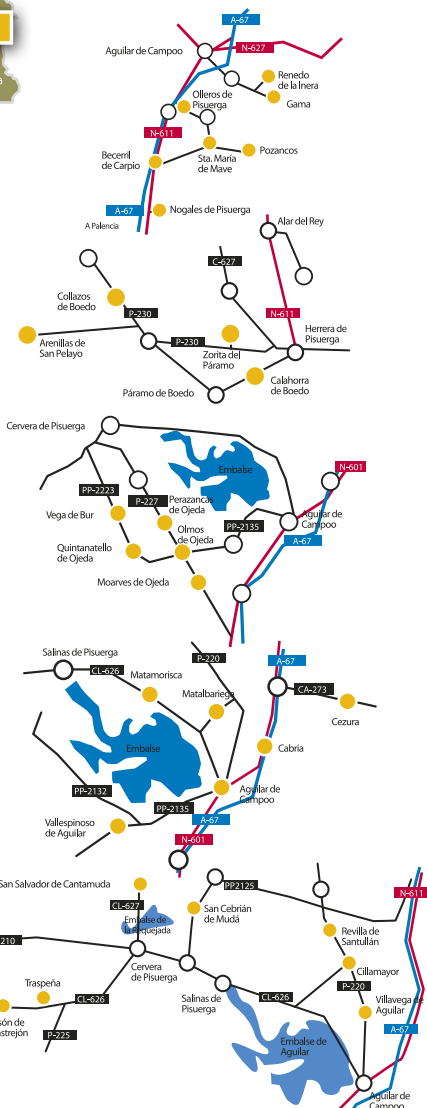 A-67
Aguilar de Campoo
N-627
Renedo
de la Inera
Gama
Olleros de
Pisuerga
N-611
Becerril
de Carpio
Sta. María
de Mave
Pozancos
A-67
Nogales de Pisuerga
A Palencia
Alar del Rey
C-627
Collazos
de Boedo
P-230
N-611
Herrera de
Pisuerga
Arenillas de
San Pelayo
P-230
Zorita del
Páramo
Calahorra
de Boedo
Páramo de Boedo
Cervera de Pisuerga
Embalse
N-601
PP-2223
P-227
Perazancas
de Ojeda
Vega de Bur
Olmos
de Ojeda
PP-2135
Aguilar de
Campoo
A-67
Quintanatello
de Ojeda
Moarves de Ojeda
Salinas de Pisuerga
P-220
A-67
CL-626
Matamorisca
Matalbaniega
CA-273
Cezura
Embalse
Cabria
PP-2132
Aguilar de
Campoo
PP-2135
A-67
Vallespinoso
de Aguilar
N-601
San Salvador de Cantamuda
PP2125
N-611
CL-627
San Cebrián
de Mudá
Embalse de
la Requejada
Revilla de
Santullán
210
Cervera
de Pisuerga
Cillamayor
Traspeña
CL-626
Salinas de
Pisuerga
CL-626
P-220
Villavega de
Aguilar
són de
strejón
P-225
A-67
Embalse de
Aguilar
Aguilar de
Campoo